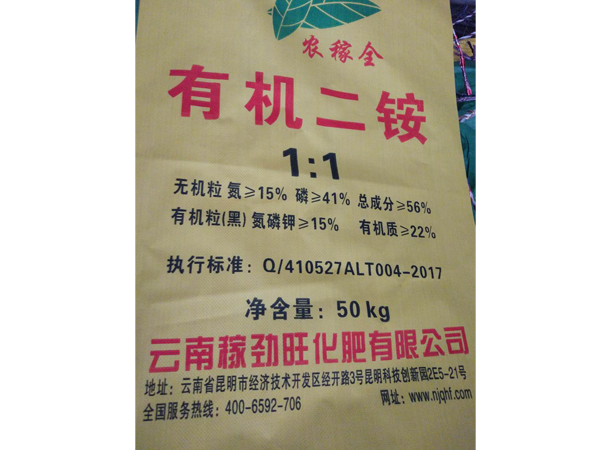 农稼全
有机二铵
1:1
无机粒 氮≥15% 磷≥41% 总成分≥56%
有机粒(黑) 氮磷钾≥15% 有机质≥22%
执行标准：Q/410527ALT004-2017
净含量：50kg
云南稼劲旺化肥有限公司
地址：云南省昆明市经济技术开发区经开路3号昆明科技创新园2E5-21号
全国服务热线：400-6592-706 网址：www.njqhf.com